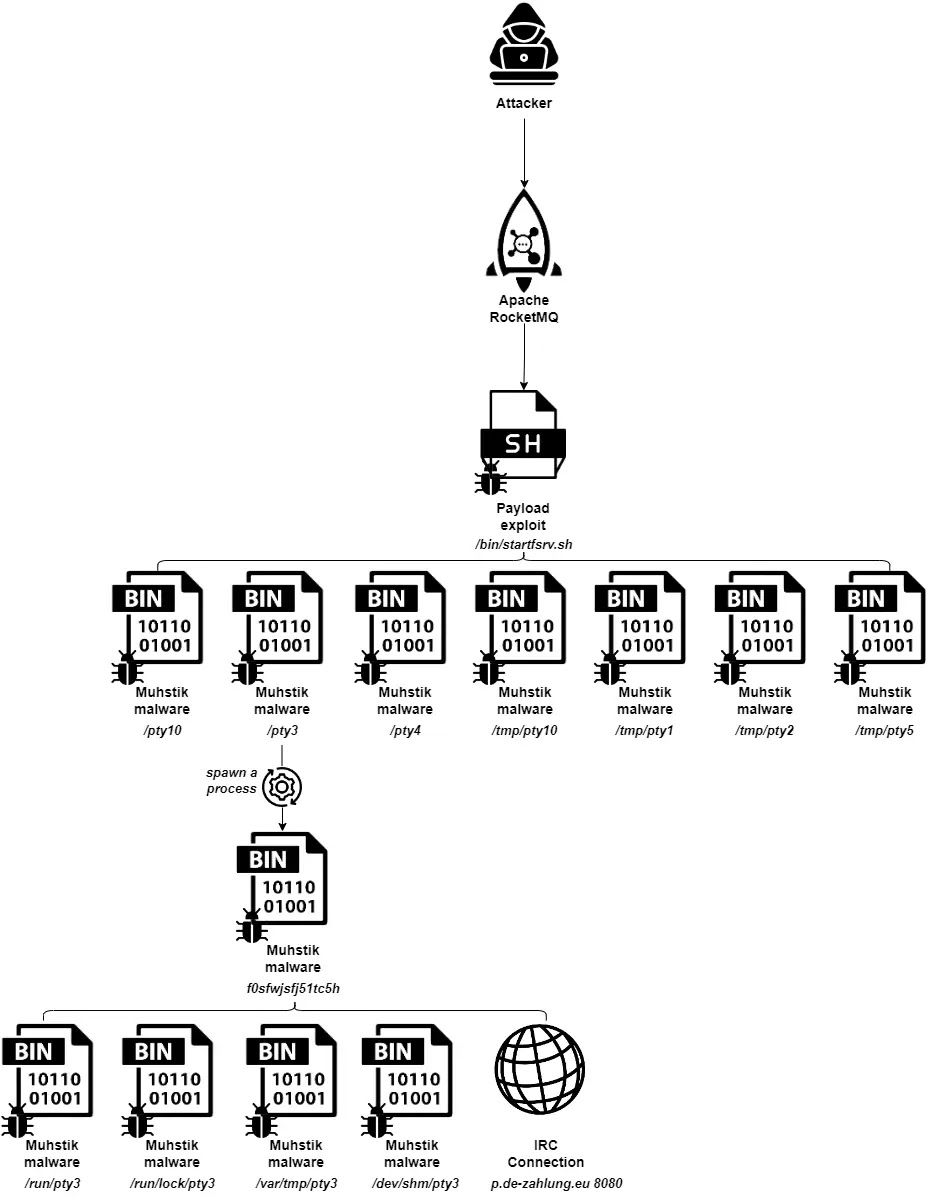 Attacker
Apache
RocketMQ
SH
Payload
exploit
/bin/startfsrv.sh
BIN
10110
01001
Muhstik
malware
/pty10
BIN
10110
01001
Muhstik
malware
/pty3
BIN
10110
01001
Muhstik
malware
/pty4
BIN
10110
01001
Muhstik
malware
/tmp/pty10
BIN
10110
01001
Muhstik
malware
/tmp/pty1
BIN
10110
01001
Muhstik
malware
/tmp/pty2
BIN
10110
01001
Muhstik
malware
/tmp/pty5
spawn a
process
BIN
10110
01001
Muhstik
malware
f0sfwjsfj51tc5h
BIN
10110
01001
Muhstik
malware
/run/pty3
BIN
10110
01001
Muhstik
malware
/run/lock/pty3
BIN
10110
01001
Muhstik
malware
/var/tmp/pty3
BIN
10110
01001
Muhstik
malware
/dev/shm/pty3
IRC
Connection
p.de-zahlung.eu 8080